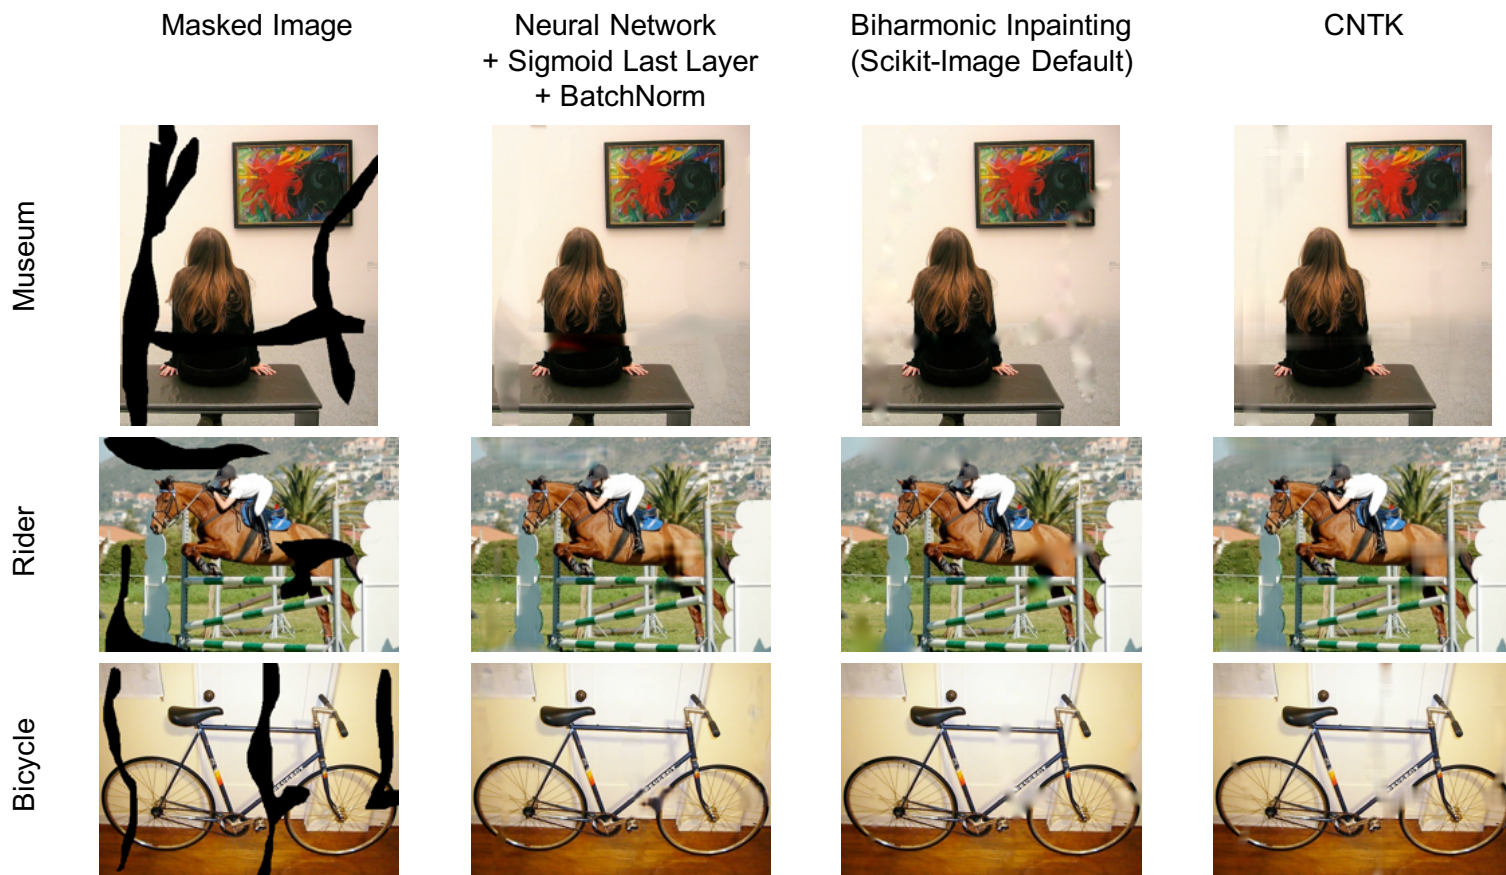 Masked Image
Neural Network
+ Sigmoid Last Layer
+ BatchNorm
Biharmonic Inpainting
(Scikit-Image Default)
CNTK
Museum
Rider
Bicycle